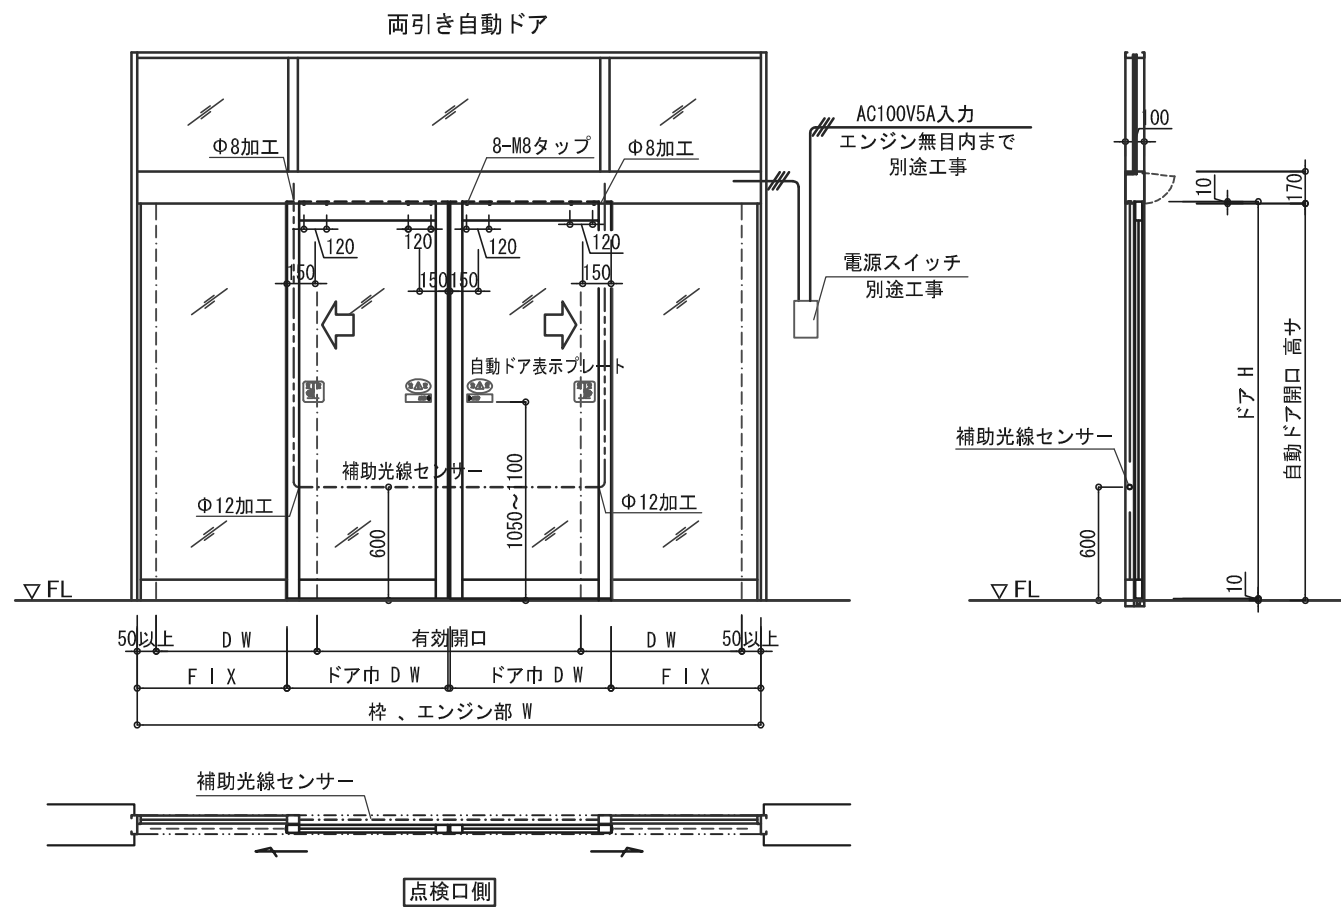 両引き自動ドア
AC100V5A入力
エンジン無目内まで
別途工事
100
Φ8加工
8-M8タップ
Φ8加工
10
170
120
120
120
120
150
150
150
150
電源スイッチ
別途工事
自動ドア表示プレート
ドア H
自動ドア開口 高サ
補助光線センサー
補助光線センサー
Φ12加工
Φ12加工
600
1050~1100
600
10
▽ FL
▽ FL
50以上
D W
有効開口
D W
50以上
F I X
ドア巾 D W
ドア巾 D W
F I X
枠 、エンジン部 W
補助光線センサー
点検口側